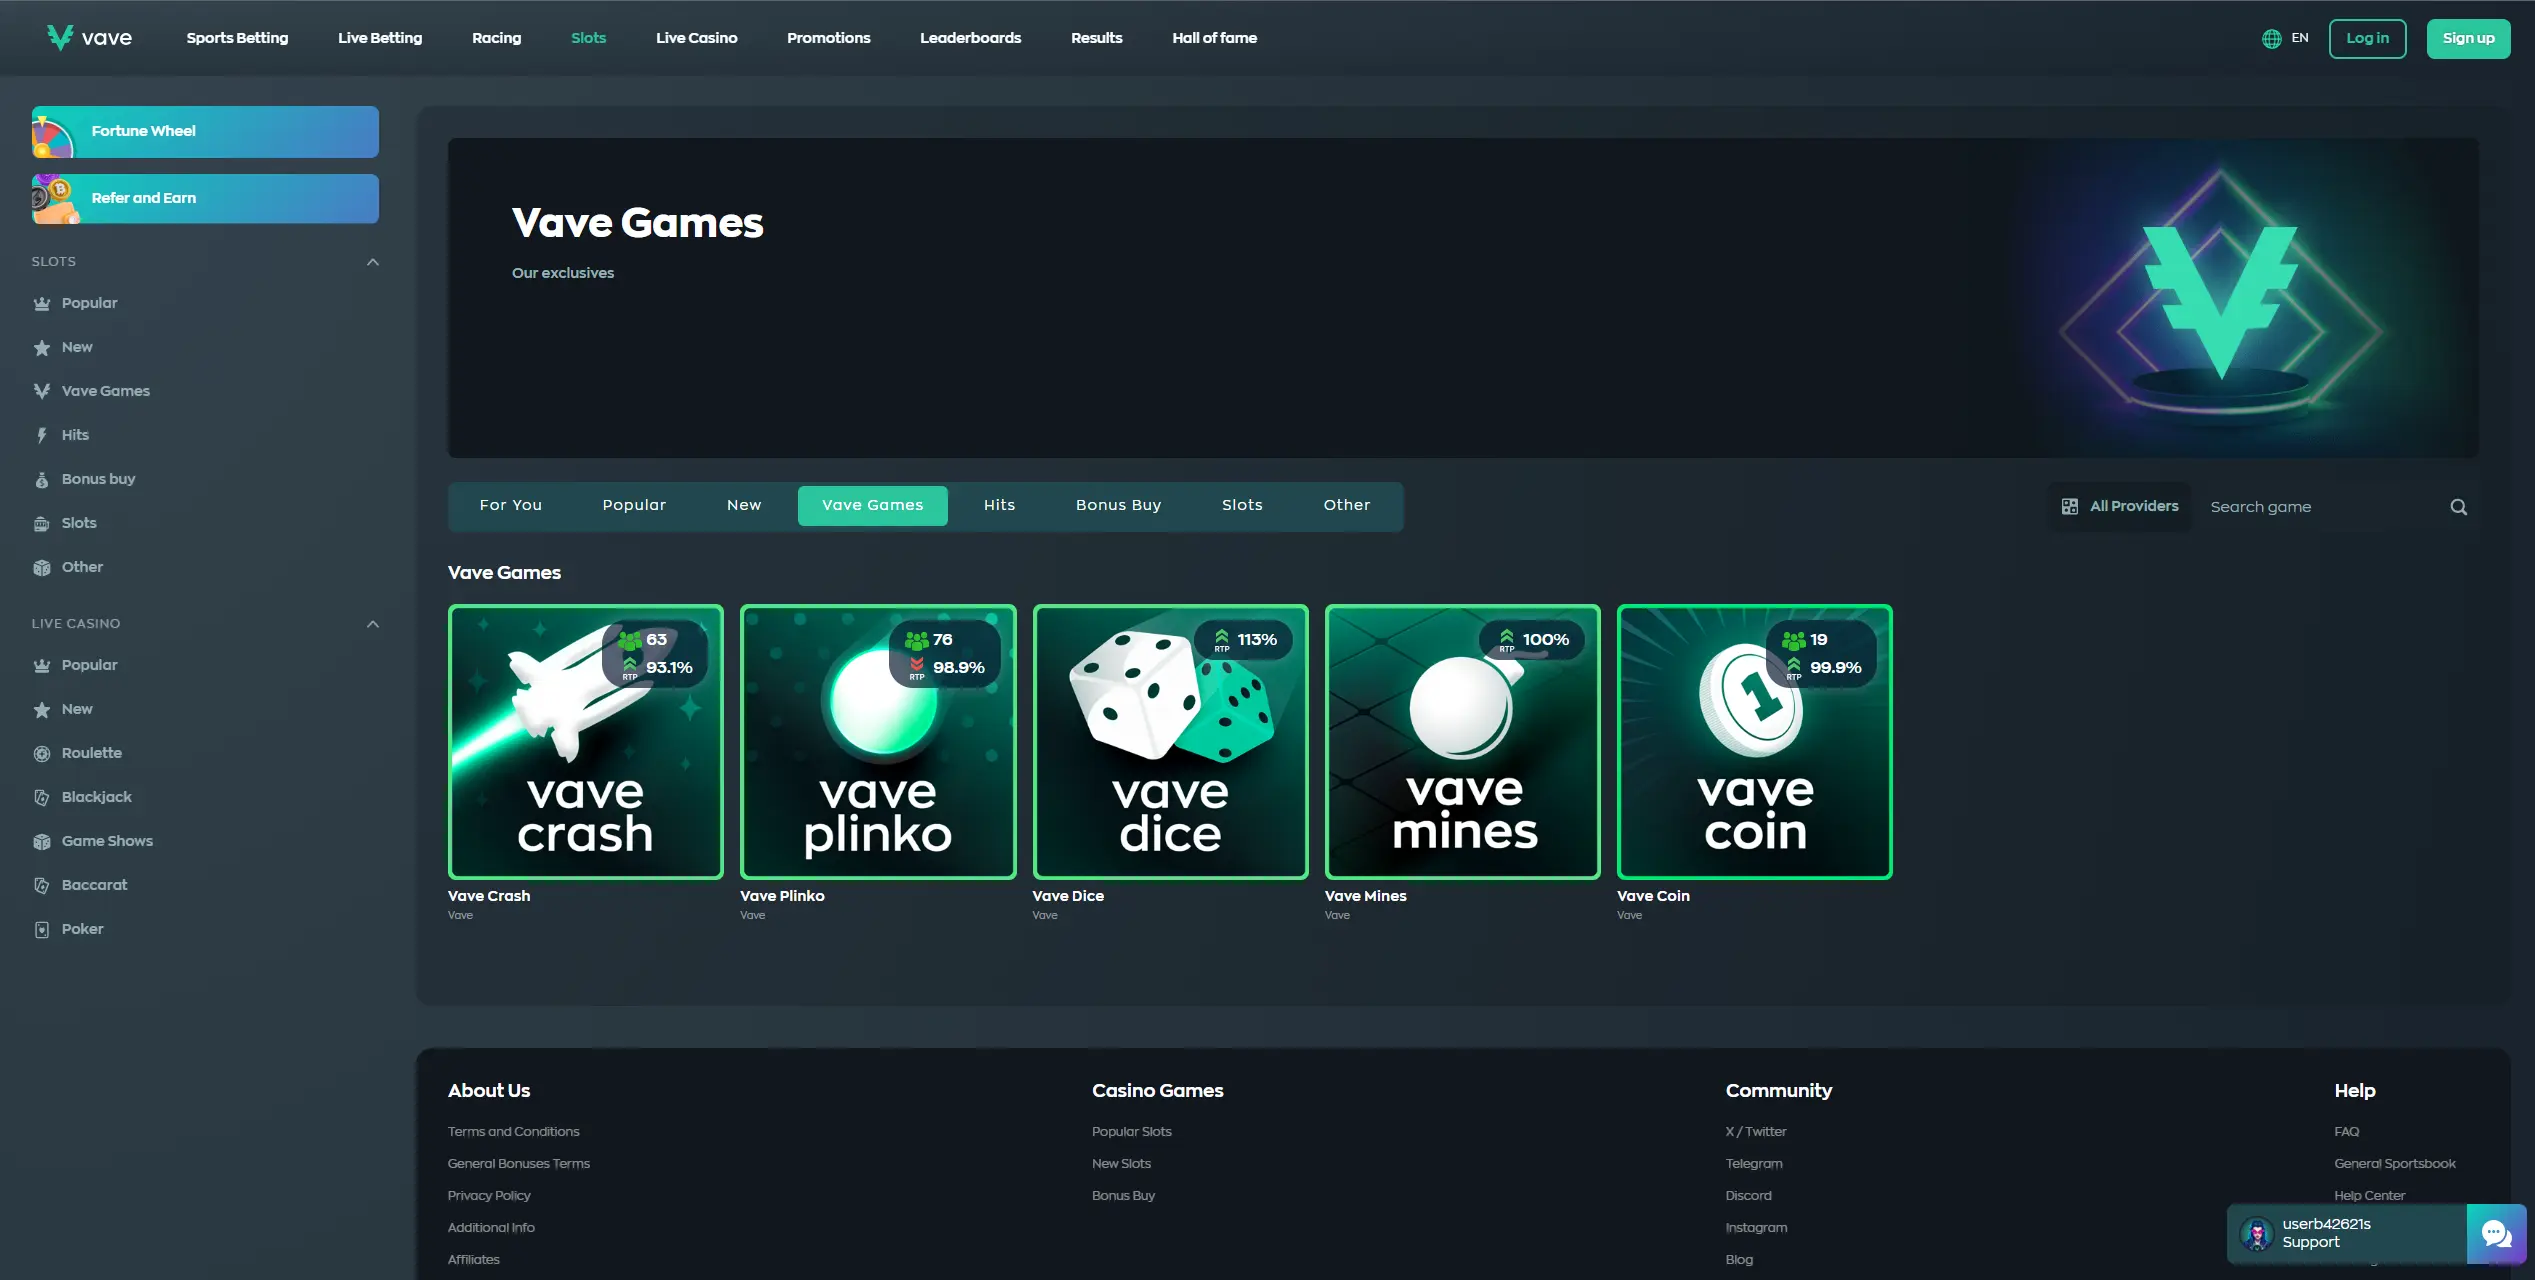 vave
Sports Betting
Live Betting
Racing
Slots
Live Casino
Promotions
Leaderboards
Results
Hall of fame
EN
Log in
Sign up
Fortune Wheel
Refer and Earn
SLOTS
Popular
New
Vave Games
Hits
Bonus buy
Slots
Other
LIVE CASINO
Popular
New
Roulette
Blackjack
Game Shows
Baccarat
Poker
Vave Games
Our exclusives
For You
Popular
New
Vave Games
Hits
Bonus Buy
Slots
Other
All Providers
Search game
Vave Games
63
RTP 93.1%
vave
crash
Vave Crash
Vave
76
RTP 98.9%
vave
plinko
Vave Plinko
Vave
RTP 113%
vave
dice
Vave Dice
Vave
RTP 100%
vave
mines
Vave Mines
Vave
19
RTP 99.9%
1
vave
coin
Vave Coin
Vave
About Us
Terms and Conditions
General Bonuses Terms
Privacy Policy
Additional Info
Affiliates
Casino Games
Popular Slots
New Slots
Bonus Buy
Community
X / Twitter
Telegram
Discord
Instagram
Blog
Help
FAQ
General Sportsbook
Help Center
userb42621s
Support